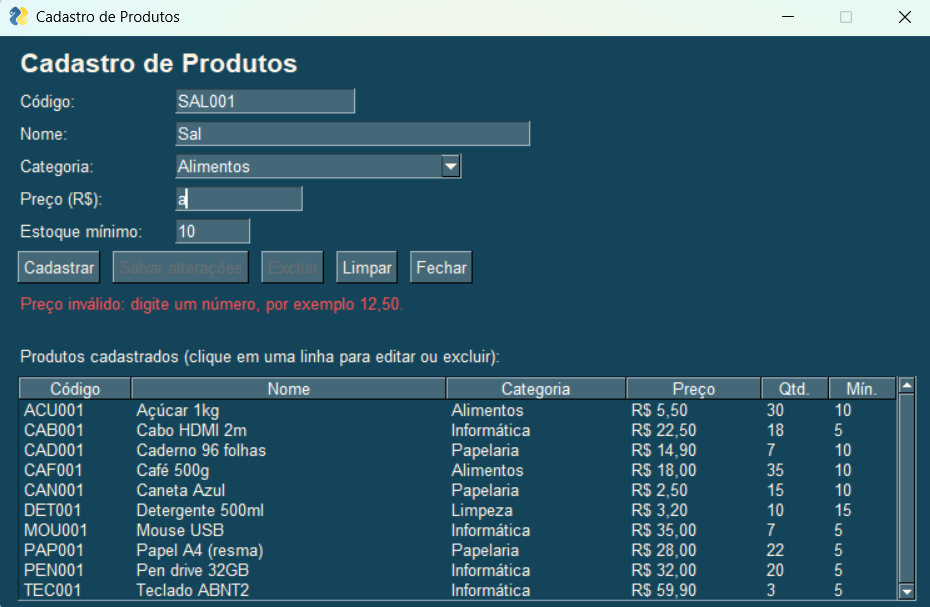 Cadastro de Produtos
Cadastro de Produtos
Código: SAL001
Nome: Sal
Categoria: Alimentos
Preço (R$): a
Estoque mínimo: 10
Cadastrar Salvar alterações Excluir Limpar Fechar
Preço inválido: digite um número, por exemplo 12,50.
Produtos cadastrados (clique em uma linha para editar ou excluir):
Código Nome Categoria Preço Qtd. Mín.
ACU001 Açúcar 1kg Alimentos R$ 5,50 30 10
CAB001 Cabo HDMI 2m Informática R$ 22,50 18 5
CAD001 Caderno 96 folhas Papelaria R$ 14,90 7 10
CAF001 Café 500g Alimentos R$ 18,00 35 10
CAN001 Caneta Azul Papelaria R$ 2,50 15 10
DET001 Detergente 500ml Limpeza R$ 3,20 10 15
MOU001 Mouse USB Informática R$ 35,00 7 5
PAP001 Papel A4 (resma) Papelaria R$ 28,00 22 5
PEN001 Pen drive 32GB Informática R$ 32,00 20 5
TEC001 Teclado ABNT2 Informática R$ 59,90 3 5